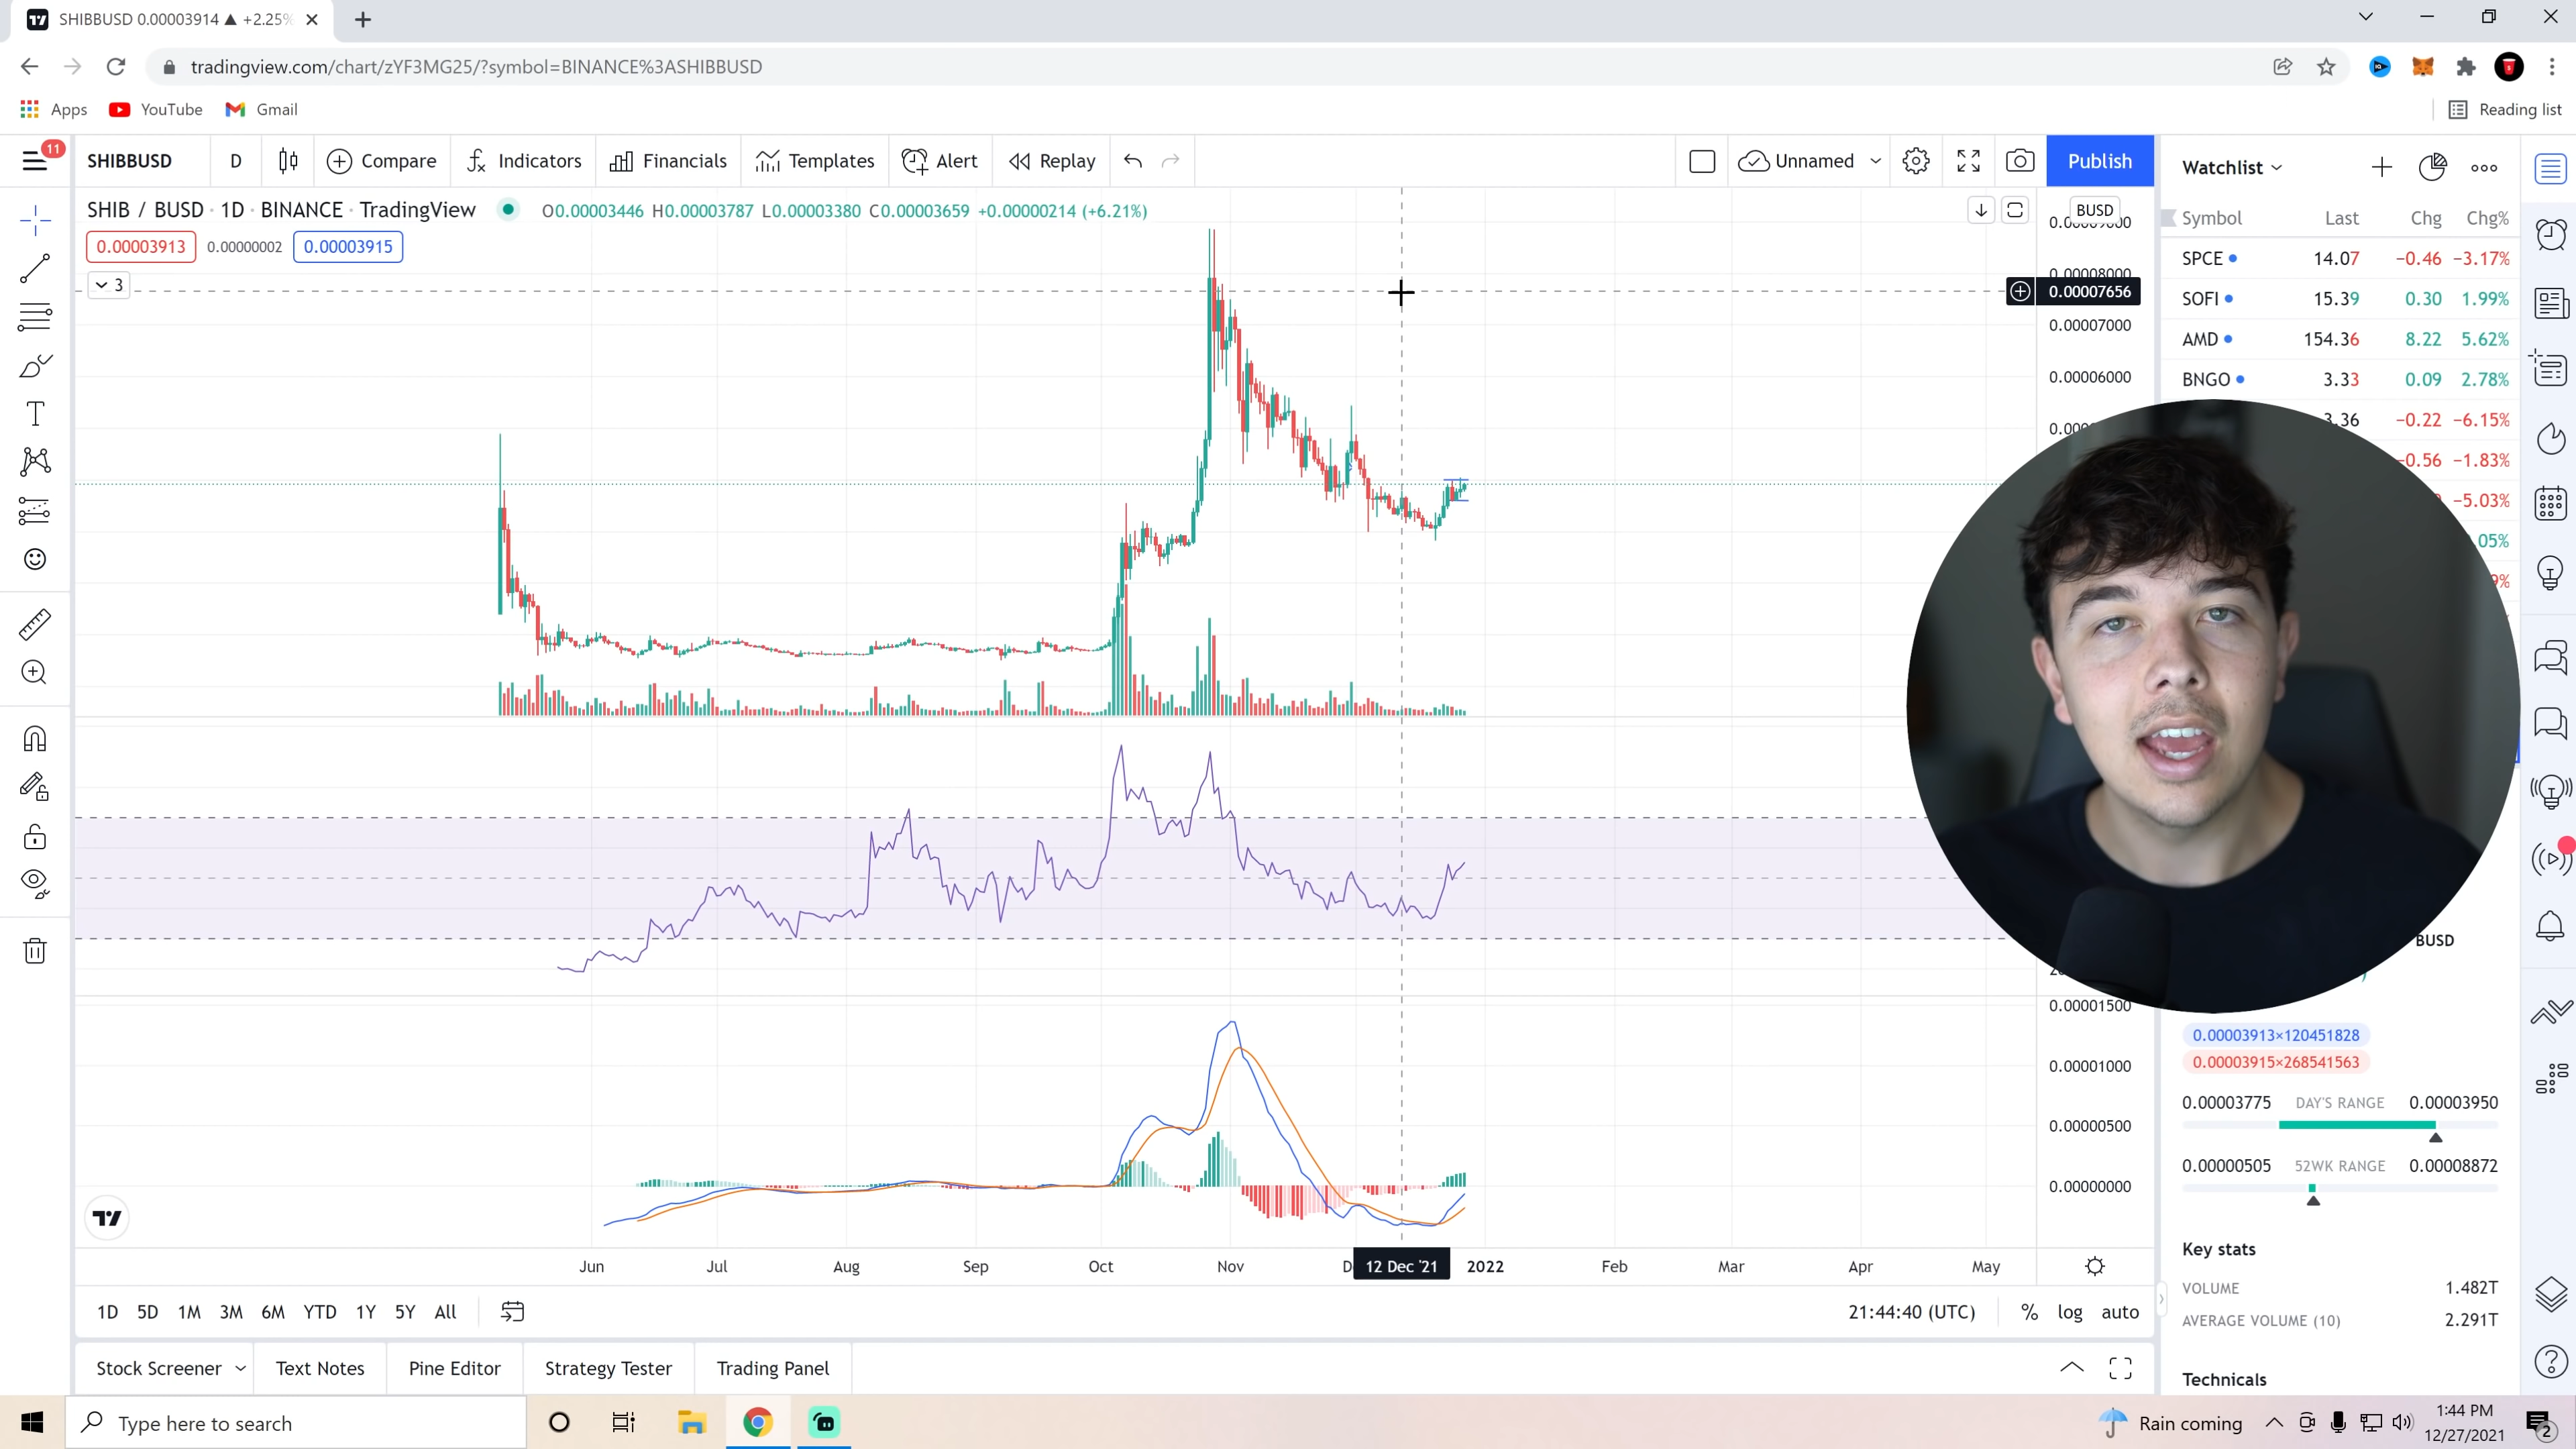 SHIBBUSD 0.00003914 ▲ +2.25%
tradingview.com/chart/zYF3MG25/?symbol=BINANCE%3ASHIBBUSD
Apps YouTube Gmail Reading list
11 SHIBBUSD D Compare Indicators Financials Templates Alert Replay Unnamed Publish
SHIB / BUSD · 1D · BINANCE · TradingView O0.00003446 H0.00003787 L0.00003380 C0.00003659 +0.00000214 (+6.21%)
0.00003913 0.00000002 0.00003915
3
BUSD
0.00008000
0.00007656
0.00007000
0.00006000
0.00001500
0.00001000
0.00000500
0.00000000
Jun Jul Aug Sep Oct Nov 12 Dec '21 2022 Feb Mar Apr May
1D 5D 1M 3M 6M YTD 1Y 5Y All 21:44:40 (UTC) % log auto
Stock Screener Text Notes Pine Editor Strategy Tester Trading Panel
Watchlist
Symbol Last Chg Chg%
SPCE 14.07 −0.46 −3.17%
SOFI 15.39 0.30 1.99%
AMD 154.36 8.22 5.62%
BNGO 3.33 0.09 2.78%
3.36 −0.22 −6.15%
−0.56 −1.83%
−5.03%
BUSD
0.00003913×120451828
0.00003915×268541563
0.00003775 DAY'S RANGE 0.00003950
0.00000505 52WK RANGE 0.00008872
Key stats
VOLUME 1.482T
AVERAGE VOLUME (10) 2.291T
Technicals
Type here to search
Rain coming
1:44 PM
12/27/2021
2